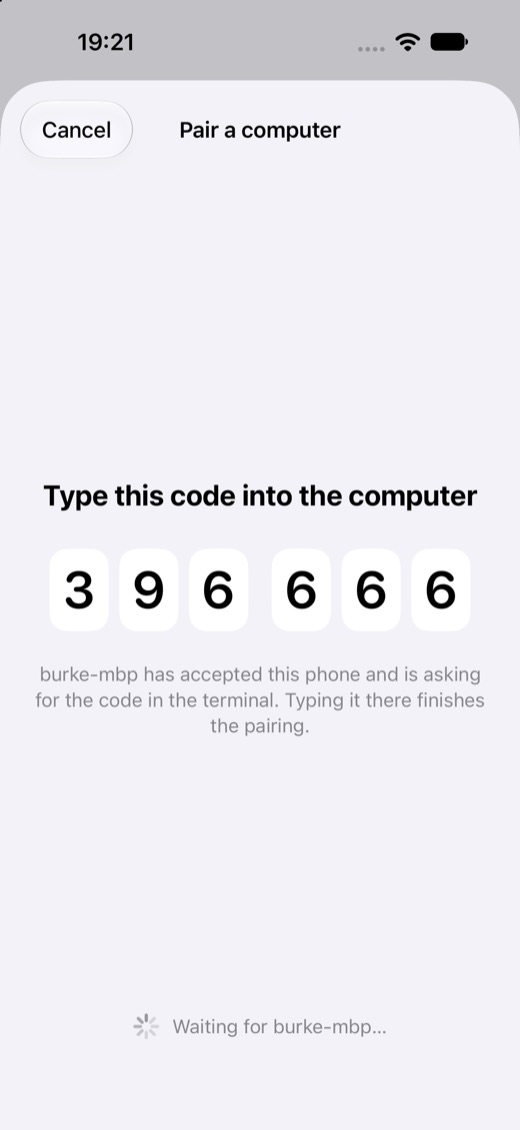 19:21
Cancel
Pair a computer
Type this code into the computer
3 9 6 6 6 6
burke-mbp has accepted this phone and is asking
for the code in the terminal. Typing it there finishes
the pairing.
Waiting for burke-mbp...